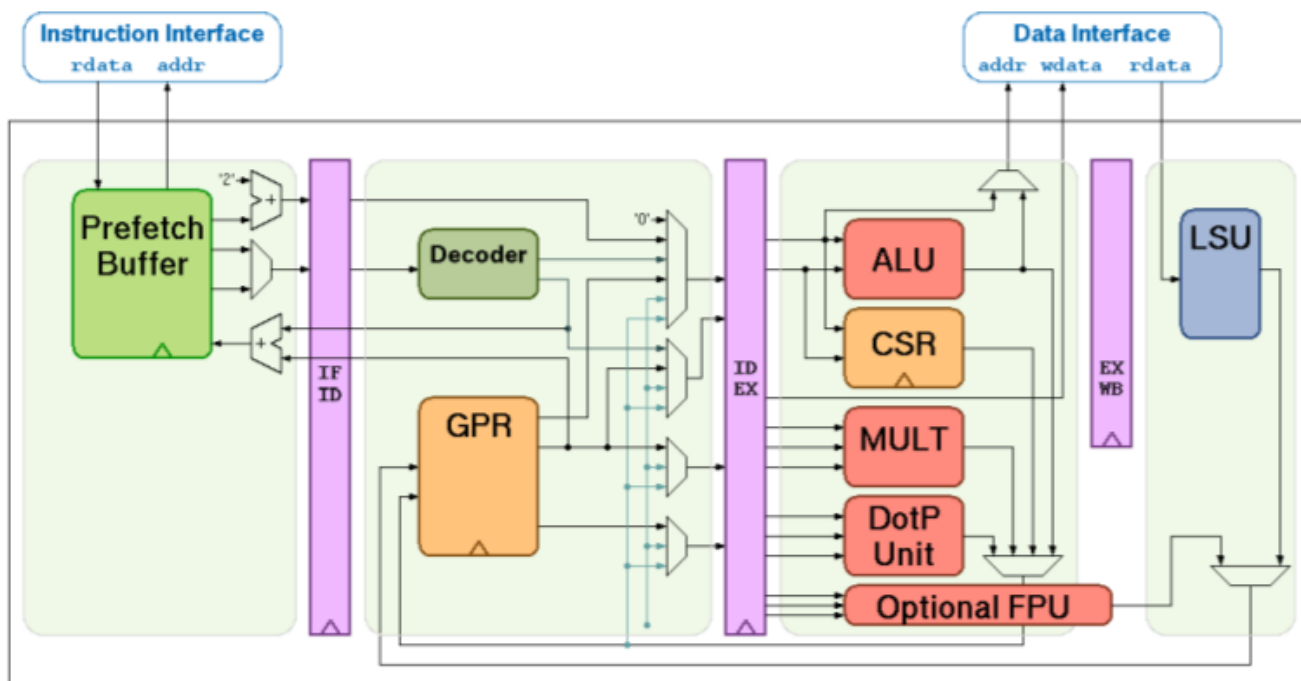 Instruction Interface
rdata addr
Data Interface
addr wdata rdata
Prefetch
Buffer
"2"
+
+
IF
ID
Decoder
GPR
"0"
ID
EX
ALU
CSR
MULT
DotP
Unit
Optional FPU
EX
WB
LSU